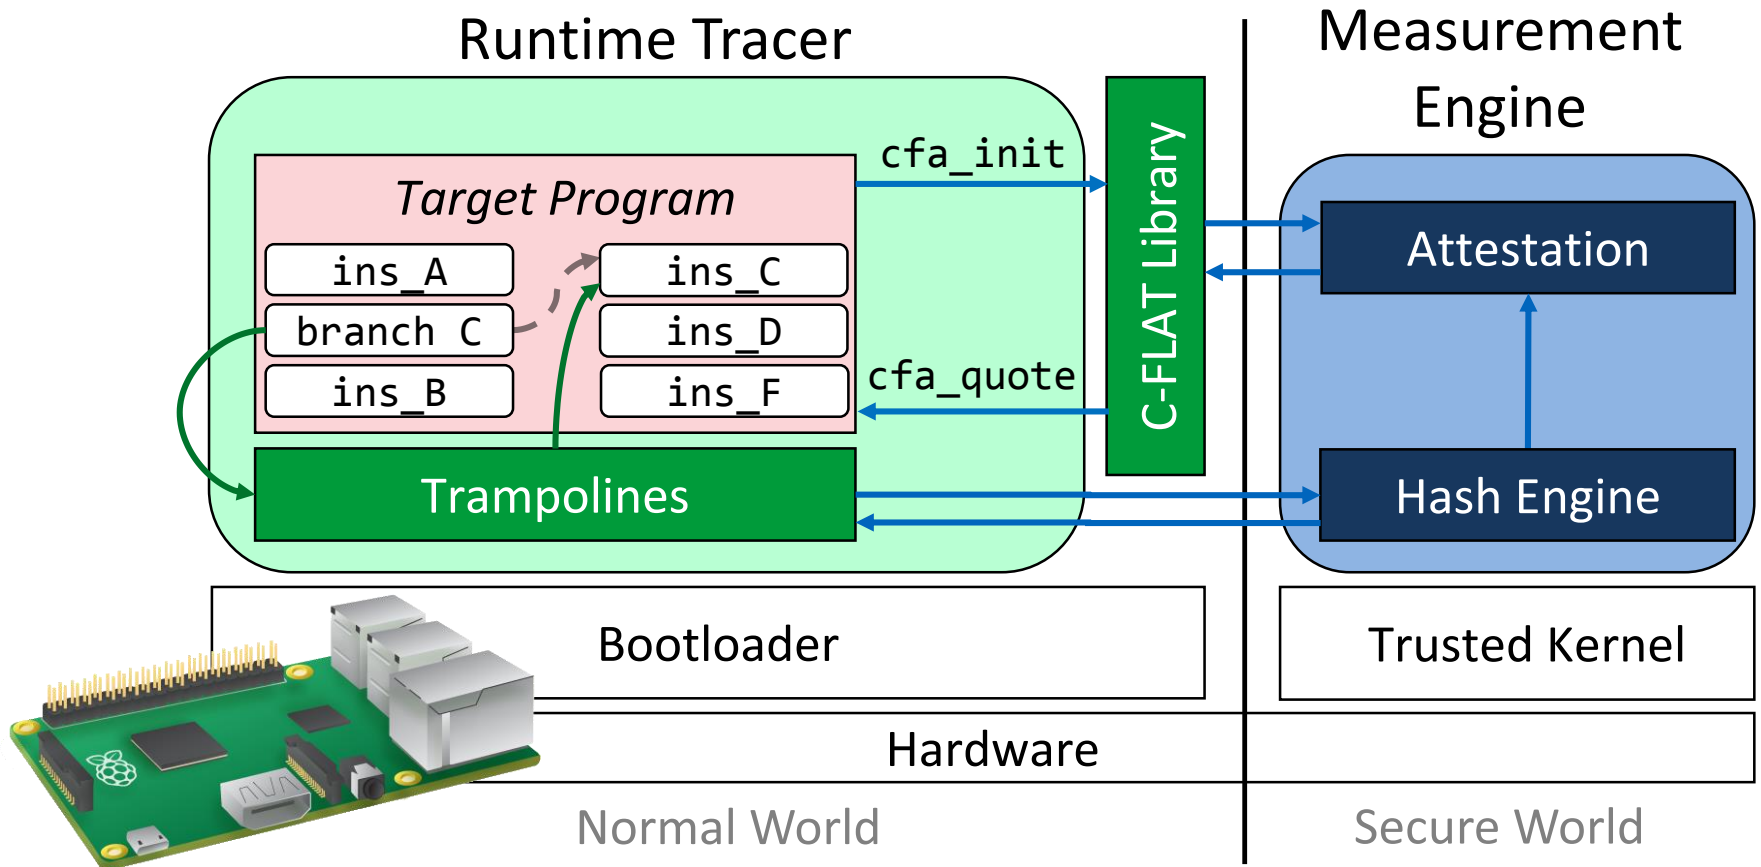 Runtime Tracer
Measurement
Engine
cfa_init
Target Program
C-FLAT Library
ins_A
ins_C
Attestation
branch C
ins_D
ins_B
ins_F
cfa_quote
Trampolines
Hash Engine
Bootloader
Trusted Kernel
Hardware
Normal World
Secure World